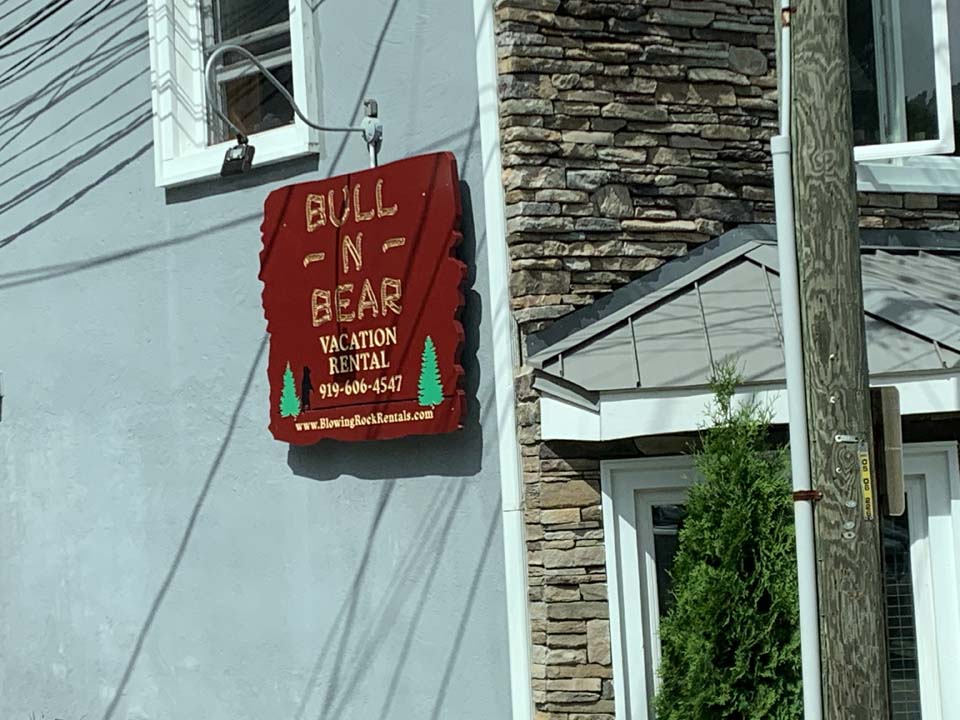 BULL
- N -
BEAR
VACATION
RENTAL
919-606-4547
www.BlowingRockRentals.com